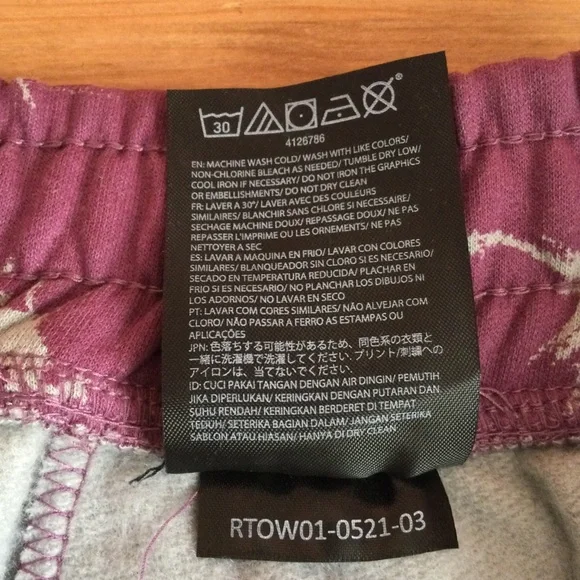 30
4126786
EN: MACHINE WASH COLD/ WASH WITH LIKE COLORS/
NON-CHLORINE BLEACH AS NEEDED/ TUMBLE DRY LOW/
COOL IRON IF NECESSARY/ DO NOT IRON THE GRAPHICS
OR EMBELLISHMENTS/ DO NOT DRY CLEAN
FR: LAVER A 30°/ LAVER AVEC DES COULEURS
SIMILAIRES/ BLANCHIR SANS CHLORE SI NECESSAIRE/
SECHAGE MACHINE DOUX/ REPASSAGE DOUX/ NE PAS
REPASSER L'IMPRIME OU LES ORNEMENTS/ NE PAS
NETTOYER A SEC
ES: LAVAR A MAQUINA EN FRIO/ LAVAR CON COLORES
SIMILARES/ BLANQUEADOR SIN CLORO SI ES NECESARIO/
SECADO EN TEMPERATURA REDUCIDA/ PLACHAR EN
FRIO SI ES NECESARIO/ NO PLANCHAR LOS DIBUJOS NI
LOS ADORNOS/ NO LAVAR EN SECO
PT: LAVAR COM CORES SIMILARES/ NÃO ALVEJAR COM
CLORO/ NÃO PASSAR A FERRO AS ESTAMPAS OU
APLICAÇÕES
JPN: 色落ちする可能性があるため、同色系の衣類と
一緒に洗濯機で洗濯してください. プリント/刺繍への
アイロンは、当てないでください.
ID: CUCI PAKAI TANGAN DENGAN AIR DINGIN/ PEMUTIH
JIKA DIPERLUKAN/ KERINGKAN DENGAN PUTARAN DAN
SUHU RENDAH/ KERINGKAN BERDERET DI TEMPAT
TEDUH/ SETERIKA BAGIAN DALAM/ JANGAN SETERIKA
SABLON ATAU HIASAN/ HANYA DI DRY CLEAN
RTOW01-0521-03